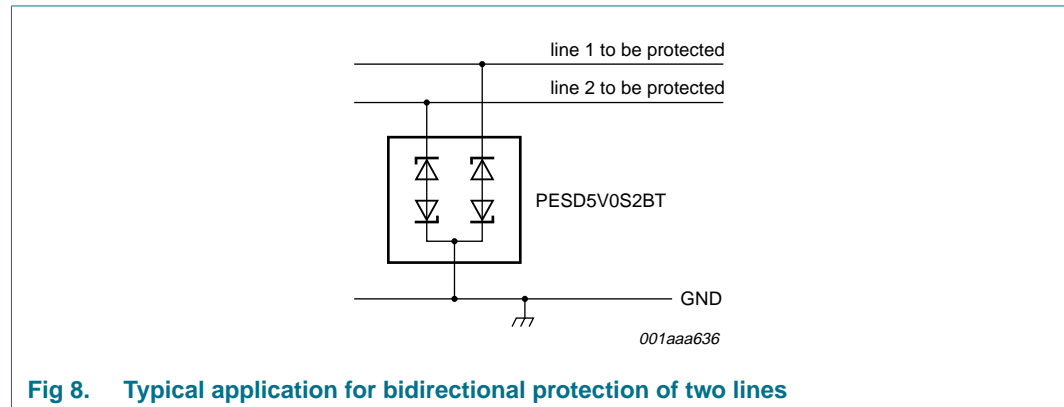 line 1 to be protected
line 2 to be protected
PESD5V0S2BT
GND
001aaa636
Fig 8. Typical application for bidirectional protection of two lines